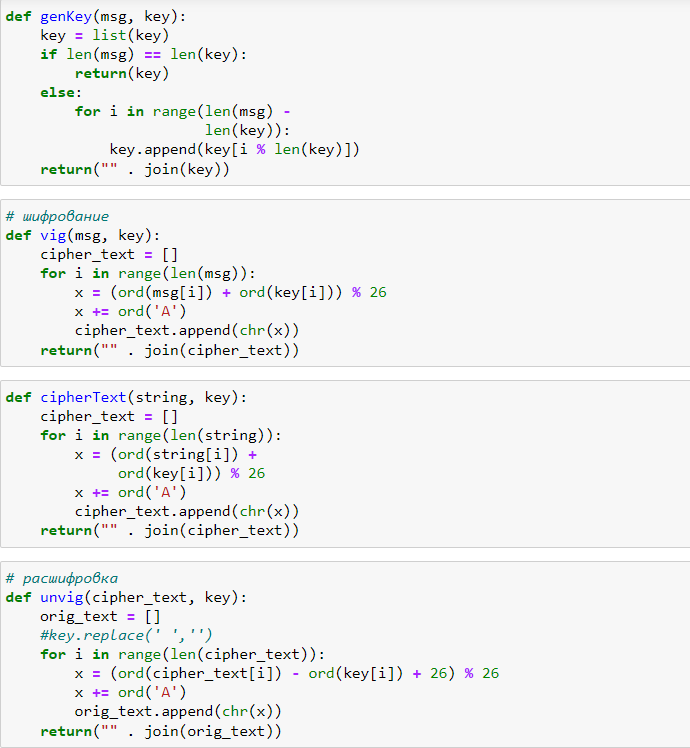 def genKey(msg, key):
    key = list(key)
    if len(msg) == len(key):
        return(key)
    else:
        for i in range(len(msg) -
                       len(key)):
            key.append(key[i % len(key)])
    return("" . join(key))
# шифрование
def vig(msg, key):
    cipher_text = []
    for i in range(len(msg)):
        x = (ord(msg[i]) + ord(key[i])) % 26
        x += ord('A')
        cipher_text.append(chr(x))
    return("" . join(cipher_text))
def cipherText(string, key):
    cipher_text = []
    for i in range(len(string)):
        x = (ord(string[i]) +
             ord(key[i])) % 26
        x += ord('A')
        cipher_text.append(chr(x))
    return("" . join(cipher_text))
# расшифровка
def unvig(cipher_text, key):
    orig_text = []
    #key.replace(' ','')
    for i in range(len(cipher_text)):
        x = (ord(cipher_text[i]) - ord(key[i]) + 26) % 26
        x += ord('A')
        orig_text.append(chr(x))
    return("" . join(orig_text))